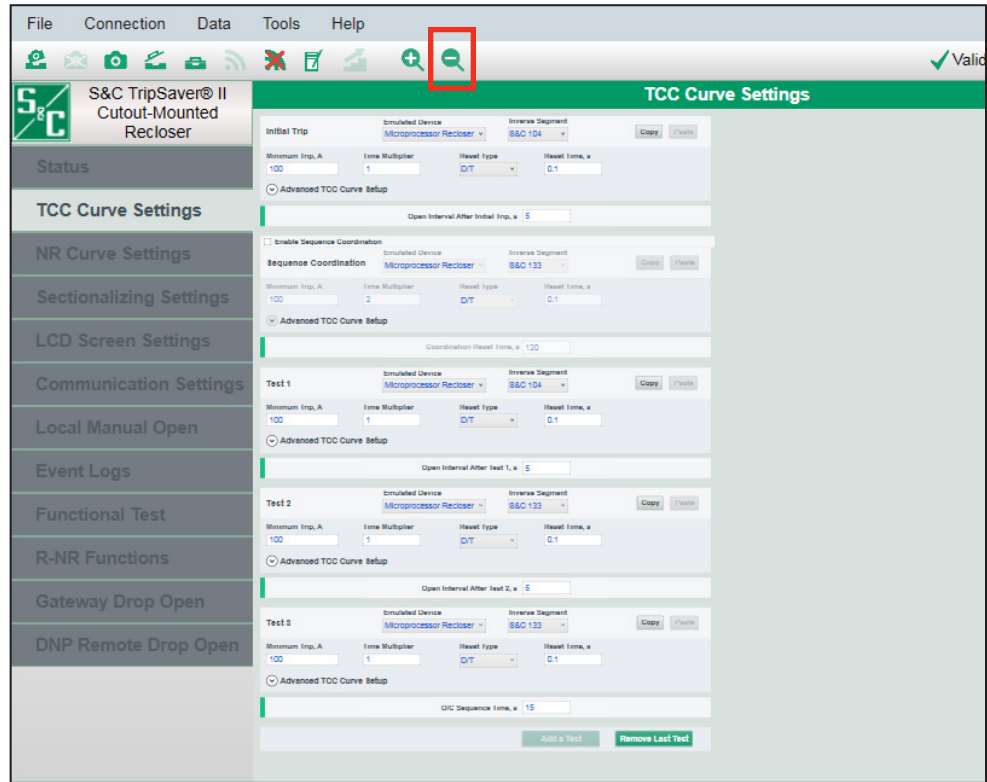 File Connection Data Tools Help
Valid
S&C
S&C TripSaver® II
Cutout-Mounted
Recloser
TCC Curve Settings
Status
TCC Curve Settings
NR Curve Settings
Sectionalizing Settings
LCD Screen Settings
Communication Settings
Local Manual Open
Event Logs
Functional Test
R-NR Functions
Gateway Drop Open
DNP Remote Drop Open
Emulated Device Inverse Segment
Initial Trip Microprocessor Recloser S&C 104 Copy Paste
Minimum Trip, A Time Multiplier Reset Type Reset Time, s
100 1 D/T 0.1
Advanced TCC Curve Setup
Open Interval After Initial Trip, s 5
Enable Sequence Coordination
Emulated Device Inverse Segment
Sequence Coordination Microprocessor Recloser S&C 133 Copy Paste
Minimum Trip, A Time Multiplier Reset Type Reset Time, s
100 2 D/T 0.1
Advanced TCC Curve Setup
Coordination Reset Time, s 120
Emulated Device Inverse Segment
Test 1 Microprocessor Recloser S&C 104 Copy Paste
Minimum Trip, A Time Multiplier Reset Type Reset Time, s
100 1 D/T 0.1
Advanced TCC Curve Setup
Open Interval After Test 1, s 5
Emulated Device Inverse Segment
Test 2 Microprocessor Recloser S&C 133 Copy Paste
Minimum Trip, A Time Multiplier Reset Type Reset Time, s
100 1 D/T 0.1
Advanced TCC Curve Setup
Open Interval After Test 2, s 5
Emulated Device Inverse Segment
Test 3 Microprocessor Recloser S&C 133 Copy Paste
Minimum Trip, A Time Multiplier Reset Type Reset Time, s
100 1 D/T 0.1
Advanced TCC Curve Setup
O/C Sequence Time, s 15
Add a Test Remove Last Test